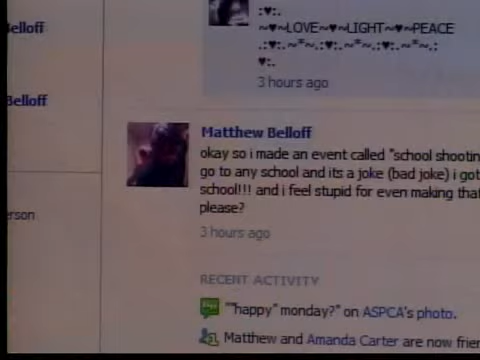 Belloff
:♥:.
~♥~LOVE~♥~LIGHT~♥~PEACE
.:♥:.~*~.:♥:.~*~.:♥:.~*~.:
♥:.
3 hours ago
Belloff
Matthew Belloff
okay so i made an event called "school shootin
go to any school and its a joke (bad joke) i got
school!!! and i feel stupid for even making that
please?
3 hours ago
erson
RECENT ACTIVITY
""happy" monday?" on ASPCA's photo.
Matthew and Amanda Carter are now frie